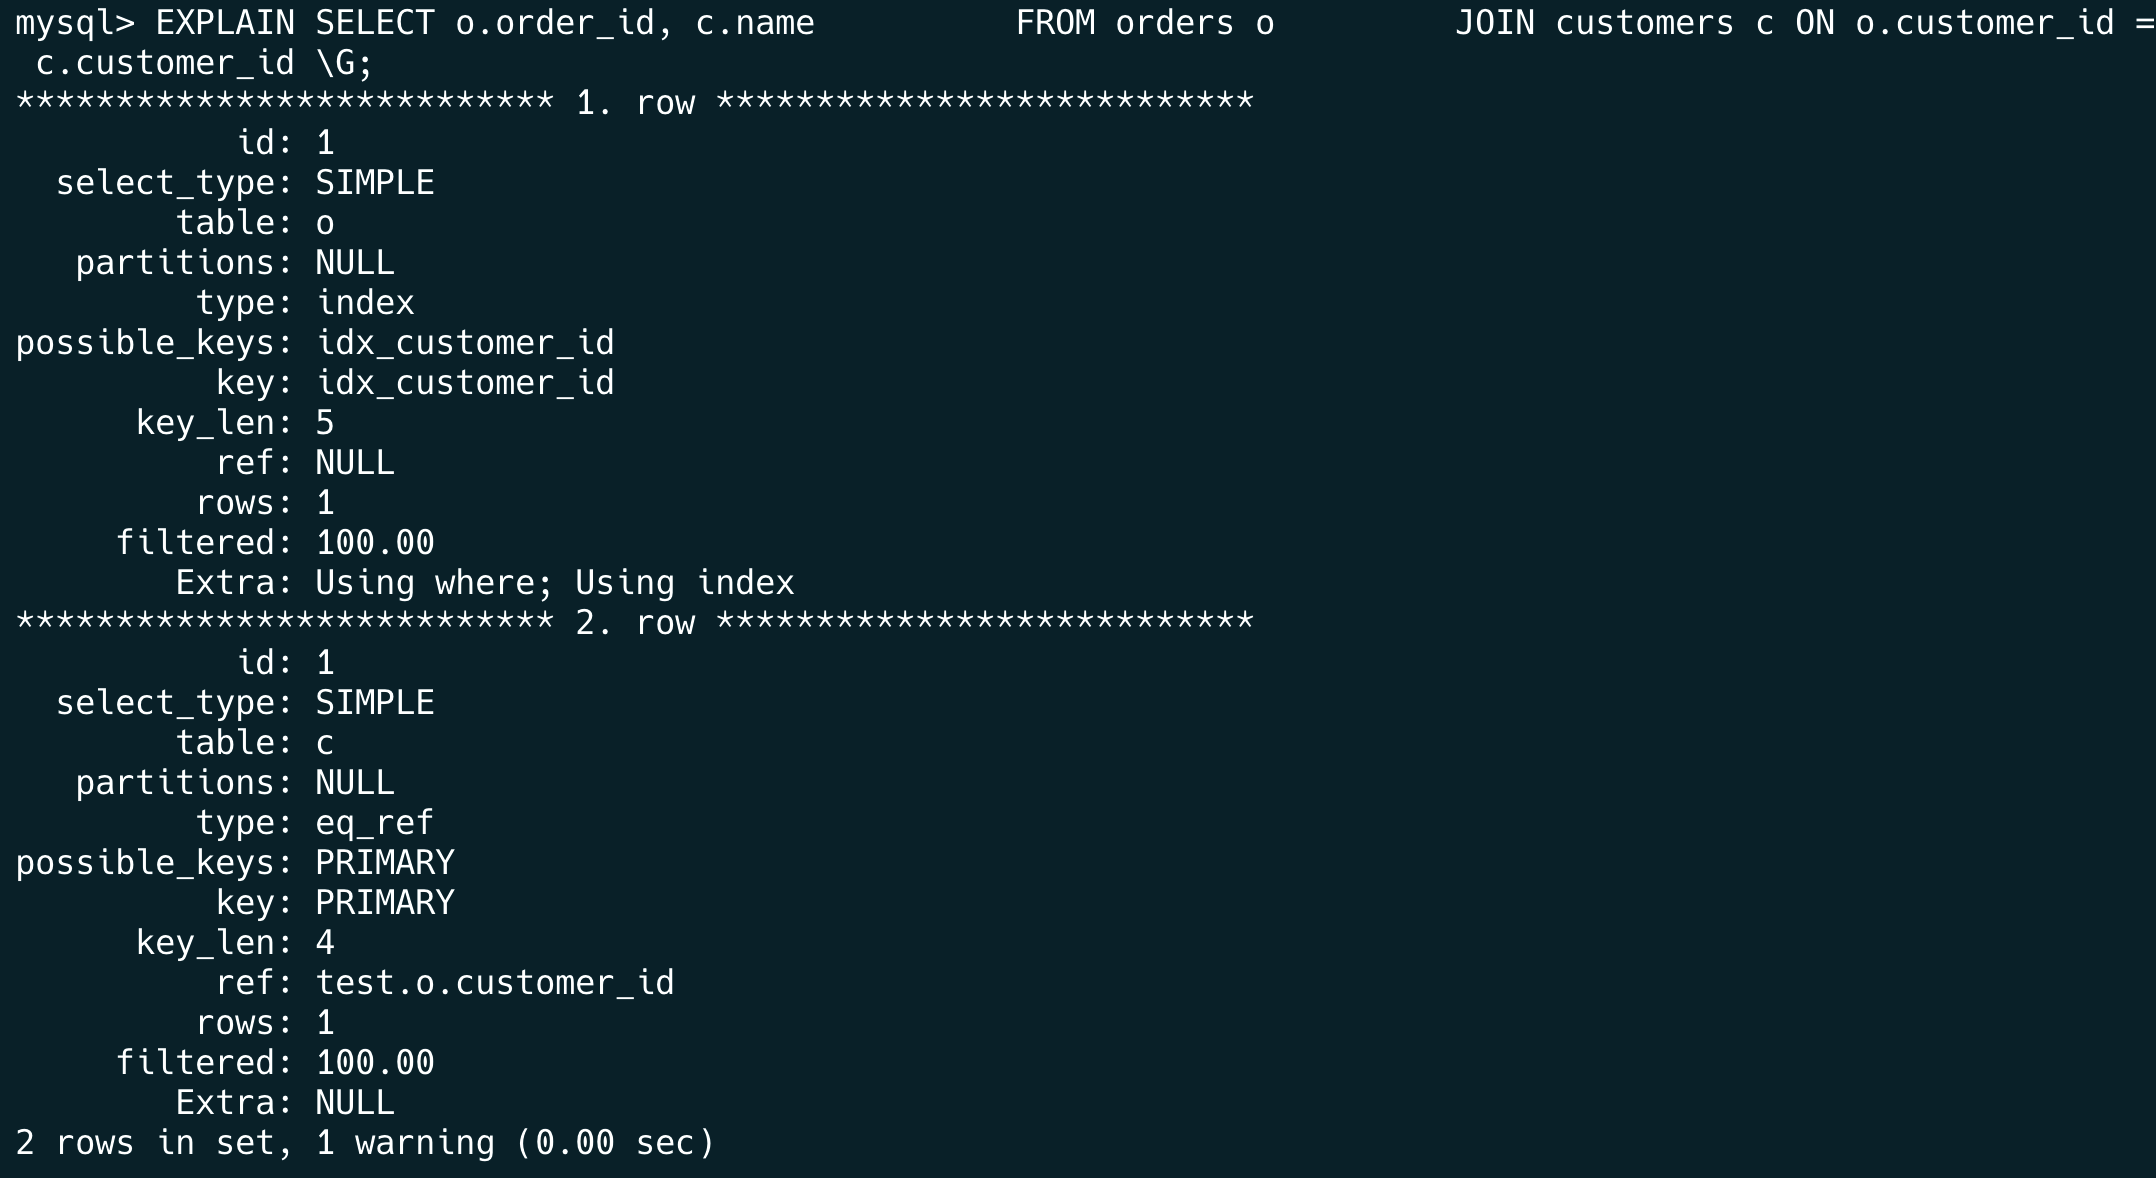 mysql> EXPLAIN SELECT o.order_id, c.name          FROM orders o         JOIN customers c ON o.customer_id =
 c.customer_id \G;
*************************** 1. row ***************************
           id: 1
  select_type: SIMPLE
        table: o
   partitions: NULL
         type: index
possible_keys: idx_customer_id
          key: idx_customer_id
      key_len: 5
          ref: NULL
         rows: 1
     filtered: 100.00
        Extra: Using where; Using index
*************************** 2. row ***************************
           id: 1
  select_type: SIMPLE
        table: c
   partitions: NULL
         type: eq_ref
possible_keys: PRIMARY
          key: PRIMARY
      key_len: 4
          ref: test.o.customer_id
         rows: 1
     filtered: 100.00
        Extra: NULL
2 rows in set, 1 warning (0.00 sec)